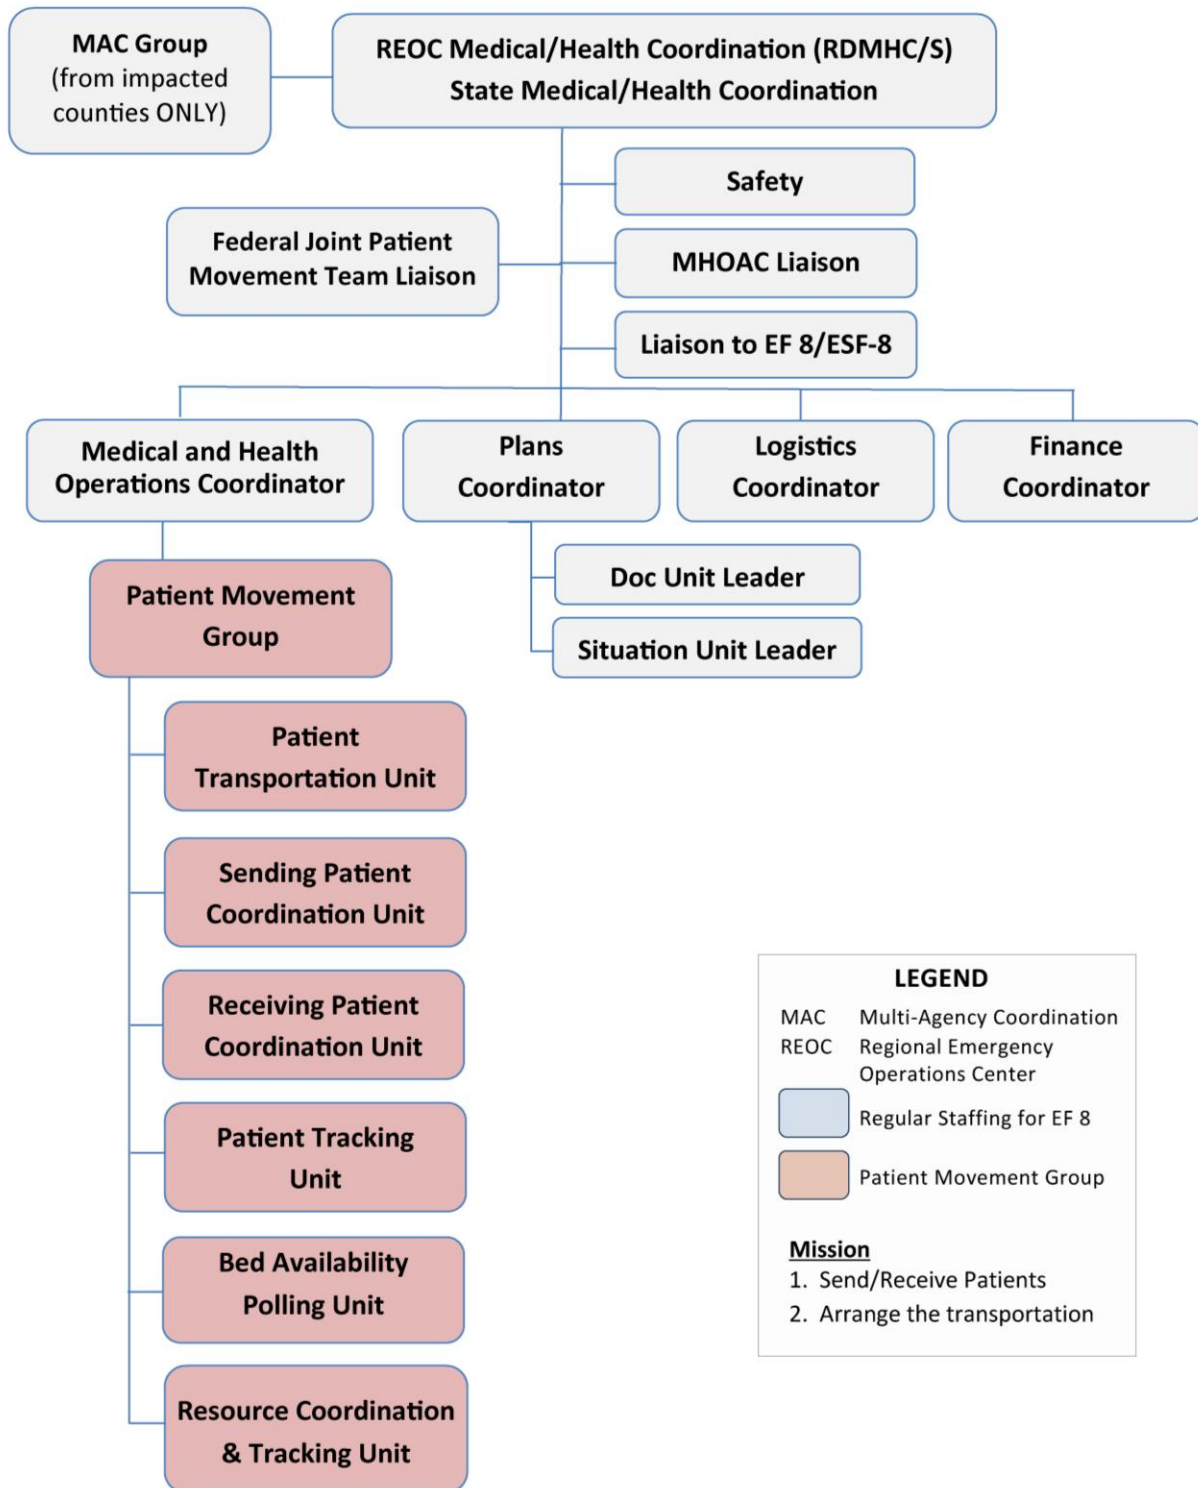 MAC Group
(from impacted
counties ONLY)
REOC Medical/Health Coordination (RDMHC/S)
State Medical/Health Coordination
Safety
Federal Joint Patient
Movement Team Liaison
MHOAC Liaison
Liaison to EF 8/ESF-8
Medical and Health
Operations Coordinator
Plans
Coordinator
Logistics
Coordinator
Finance
Coordinator
Doc Unit Leader
Situation Unit Leader
Patient Movement
Group
Patient
Transportation Unit
Sending Patient
Coordination Unit
Receiving Patient
Coordination Unit
Patient Tracking
Unit
Bed Availability
Polling Unit
Resource Coordination
& Tracking Unit
LEGEND
MAC Multi-Agency Coordination
REOC Regional Emergency
Operations Center
Regular Staffing for EF 8
Patient Movement Group
Mission
1. Send/Receive Patients
2. Arrange the transportation